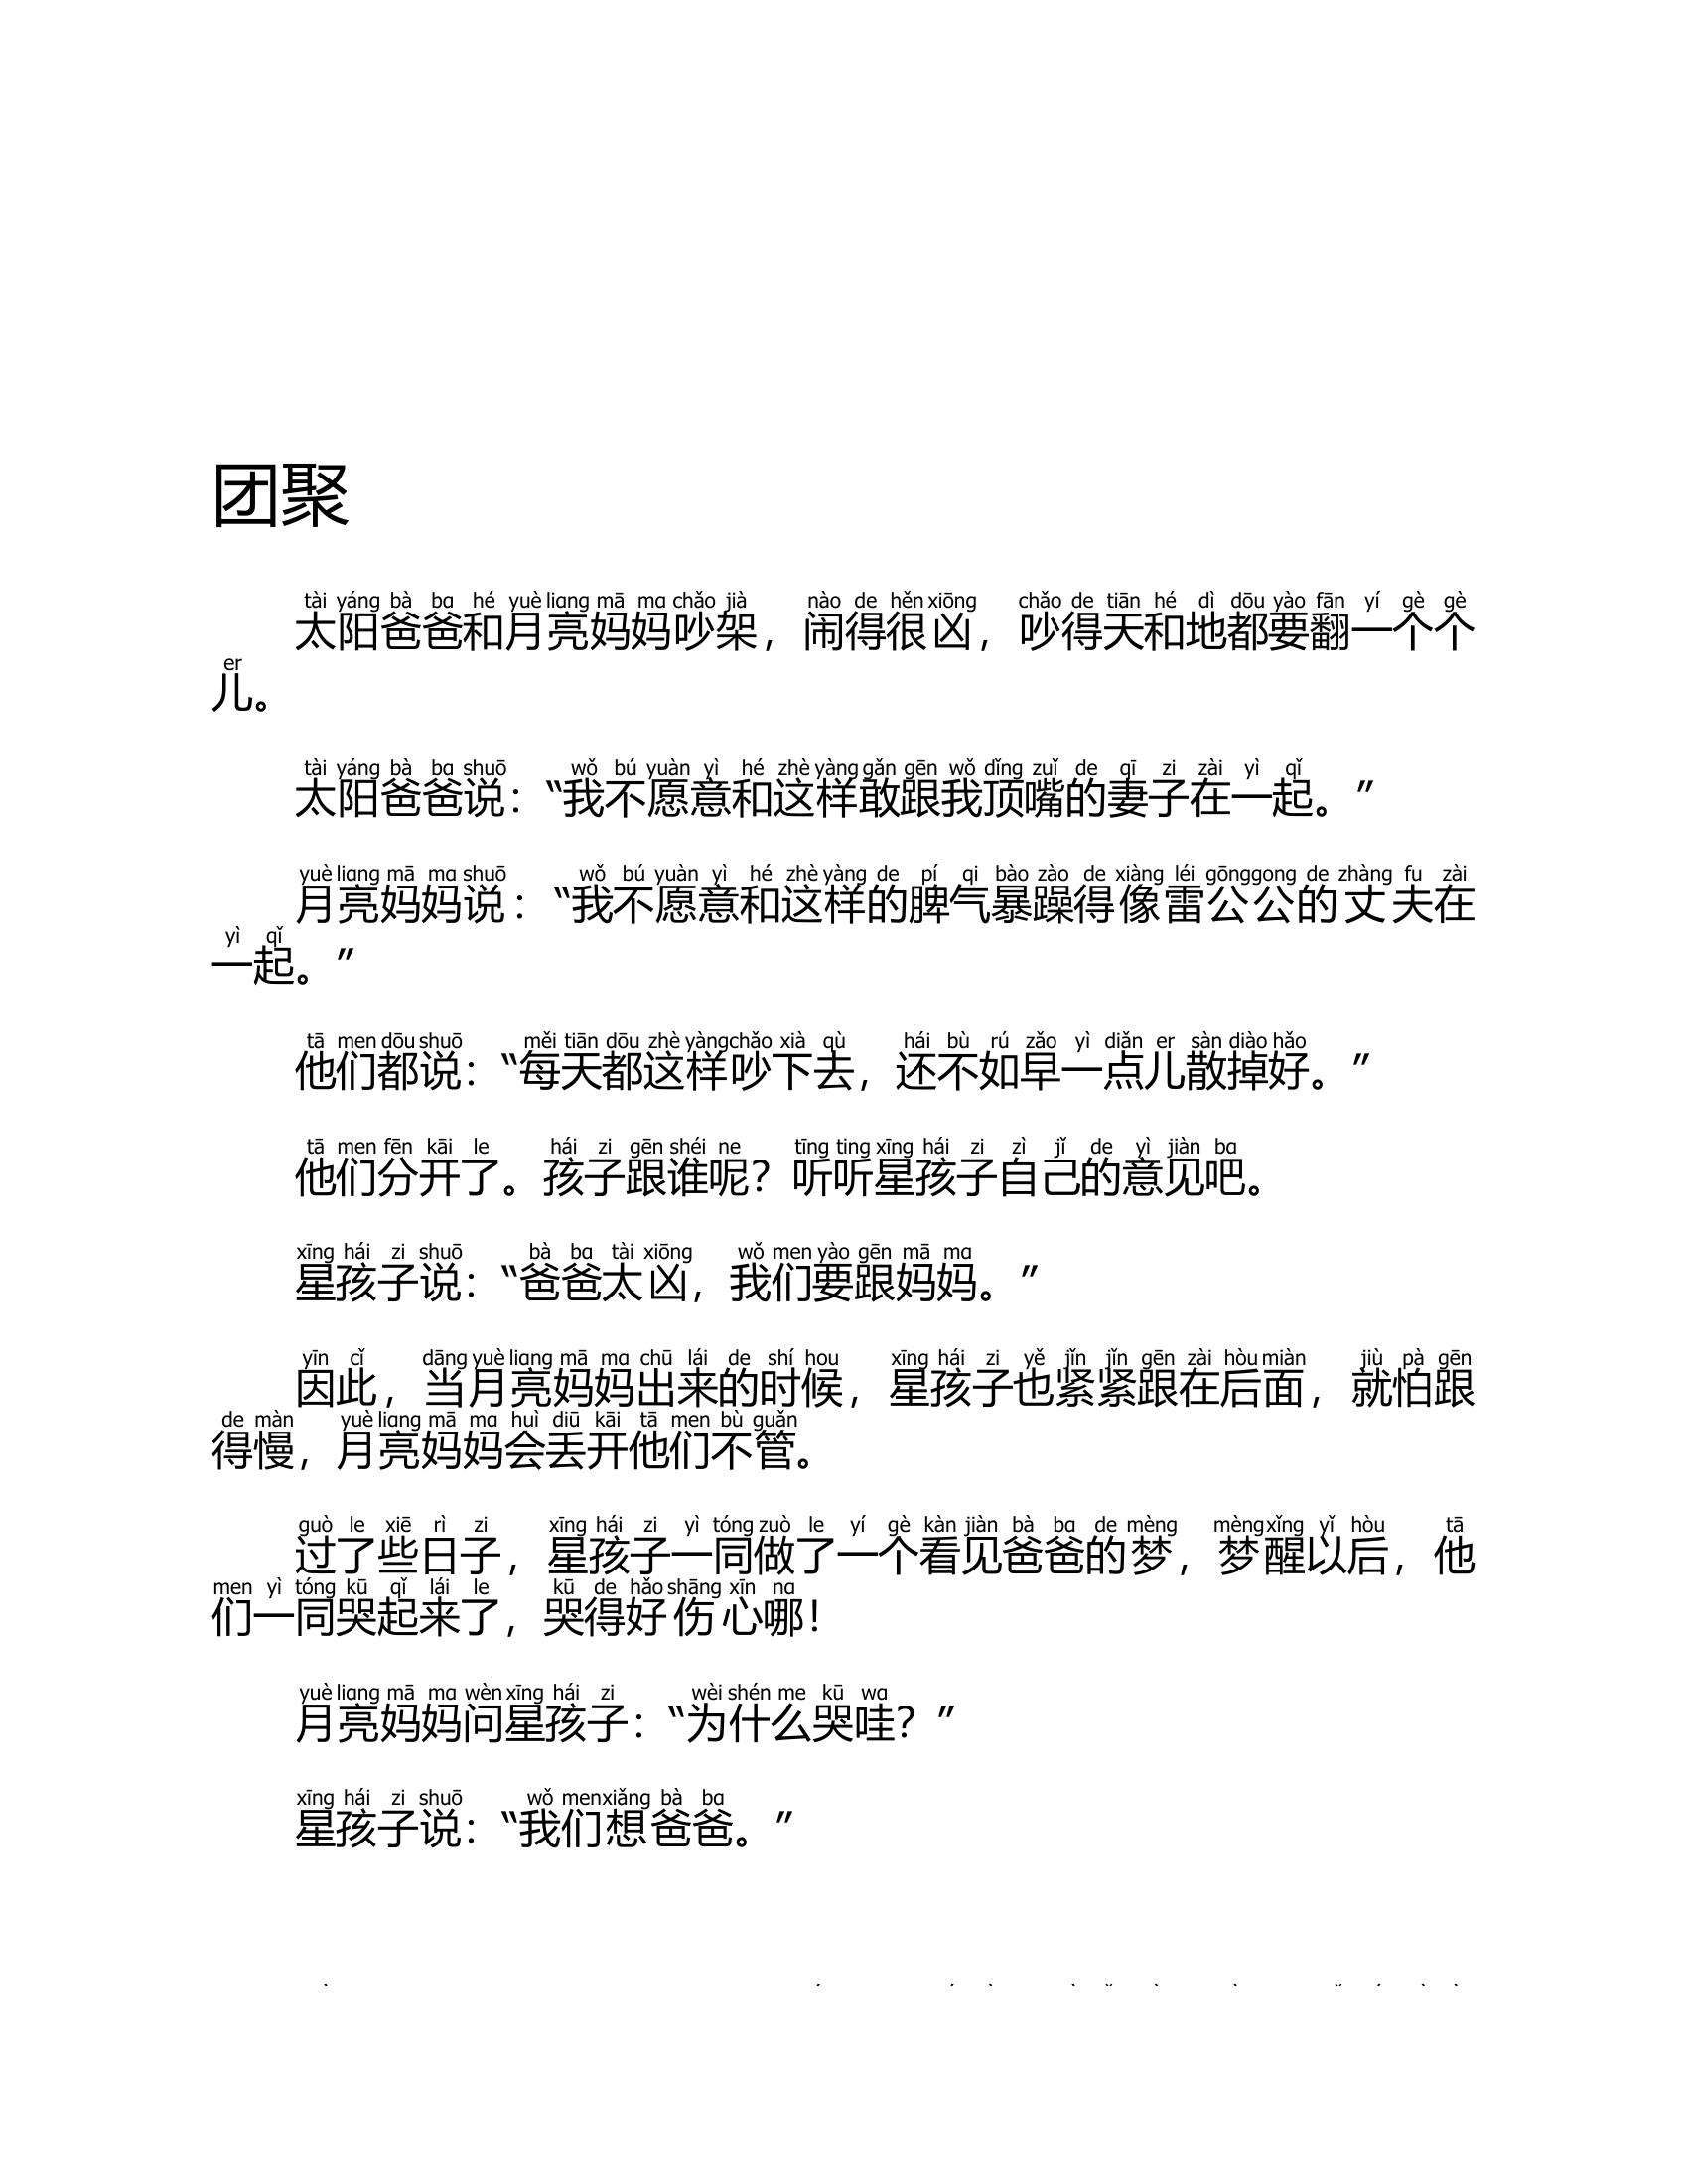 团聚
tài yáng bà ba hé yuè liang mā ma chǎo jià nào de hěn xiōng chǎo de tiān hé dì dōu yào fān yí gè gè
太阳爸爸和月亮妈妈吵架，闹得很凶，吵得天和地都要翻一个个
er
儿。
tài yáng bà ba shuō wǒ bú yuàn yì hé zhè yàng gǎn gēn wǒ dǐng zuǐ de qī zi zài yì qǐ
太阳爸爸说：“我不愿意和这样敢跟我顶嘴的妻子在一起。”
yuè liang mā ma shuō wǒ bú yuàn yì hé zhè yàng de pí qi bào zào de xiàng léi gōng gong de zhàng fu zài
月亮妈妈说：“我不愿意和这样的脾气暴躁得像雷公公的丈夫在
yì qǐ
一起。”
tā men dōu shuō měi tiān dōu zhè yàng chǎo xià qù hái bù rú zǎo yì diǎn er sàn diào hǎo
他们都说：“每天都这样吵下去，还不如早一点儿散掉好。”
tā men fēn kāi le hái zi gēn shéi ne tīng ting xīng hái zi zì jǐ de yì jiàn ba
他们分开了。孩子跟谁呢？听听星孩子自己的意见吧。
xīng hái zi shuō bà ba tài xiōng wǒ men yào gēn mā ma
星孩子说：“爸爸太凶，我们要跟妈妈。”
yīn cǐ dāng yuè liang mā ma chū lái de shí hou xīng hái zi yě jǐn jǐn gēn zài hòu miàn jiù pà gēn
因此，当月亮妈妈出来的时候，星孩子也紧紧跟在后面，就怕跟
de màn yuè liang mā ma huì diū kāi tā men bù guǎn
得慢，月亮妈妈会丢开他们不管。
guò le xiē rì zi xīng hái zi yì tóng zuò le yí gè kàn jiàn bà ba de mèng mèng xǐng yǐ hòu tā
过了些日子，星孩子一同做了一个看见爸爸的梦，梦醒以后，他
men yì tóng kū qǐ lái le kū de hǎo shāng xīn na
们一同哭起来了，哭得好伤心哪！
yuè liang mā ma wèn xīng hái zi wèi shén me kū wa
月亮妈妈问星孩子：“为什么哭哇？”
xīng hái zi shuō wǒ men xiǎng bà ba
星孩子说：“我们想爸爸。”